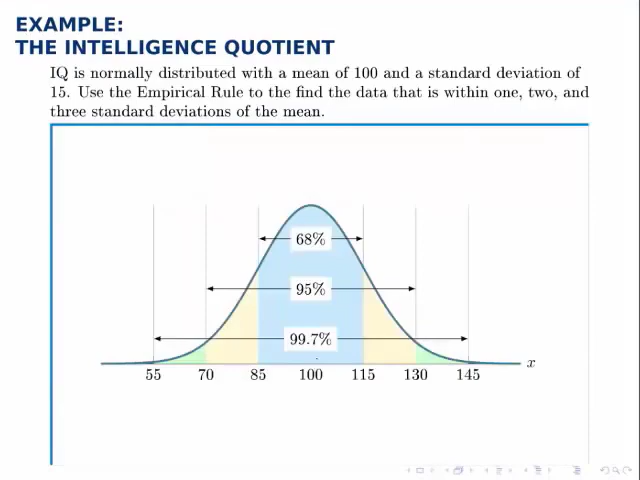 EXAMPLE:
THE INTELLIGENCE QUOTIENT
IQ is normally distributed with a mean of 100 and a standard deviation of
15. Use the Empirical Rule to the find the data that is within one, two, and
three standard deviations of the mean.
68%
95%
99.7%
x
55 70 85 100 115 130 145